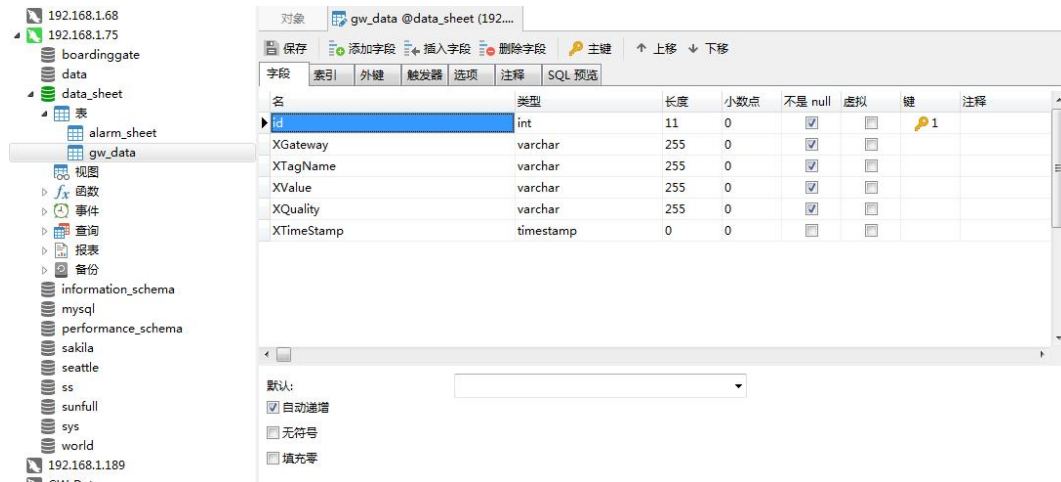 192.168.1.68
192.168.1.75
boardinggate
data
data_sheet
表
alarm_sheet
gw_data
视图
fx 函数
事件
查询
报表
备份
information_schema
mysql
performance_schema
sakila
seattle
ss
sunfull
sys
world
192.168.1.189
对象 gw_data @data_sheet (192....
保存 添加字段 插入字段 删除字段 主键 上移 下移
字段 索引 外键 触发器 选项 注释 SQL 预览
名 类型 长度 小数点 不是 null 虚拟 键 注释
id int 11 0 1
XGateway varchar 255 0
XTagName varchar 255 0
XValue varchar 255 0
XQuality varchar 255 0
XTimeStamp timestamp 0 0
默认:
自动递增
无符号
填充零